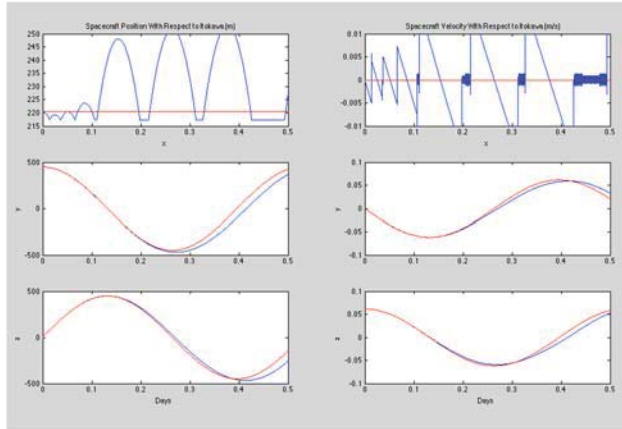 Spacecraft Position With Respect to Itokawa (m)
250
245
240
235
230
225
220
215
0 0.1 0.2 0.3 0.4 0.5
x
Spacecraft Velocity With Respect to Itokawa (m/s)
0.01
0.005
0
-0.005
-0.01
0 0.1 0.2 0.3 0.4 0.5
x
500
0
-500
y
0 0.1 0.2 0.3 0.4 0.5
0.1
0.05
0
-0.05
-0.1
y
0 0.1 0.2 0.3 0.4 0.5
500
0
-500
z
0 0.1 0.2 0.3 0.4 0.5
Days
0.1
0.05
0
-0.05
-0.1
z
0 0.1 0.2 0.3 0.4 0.5
Days